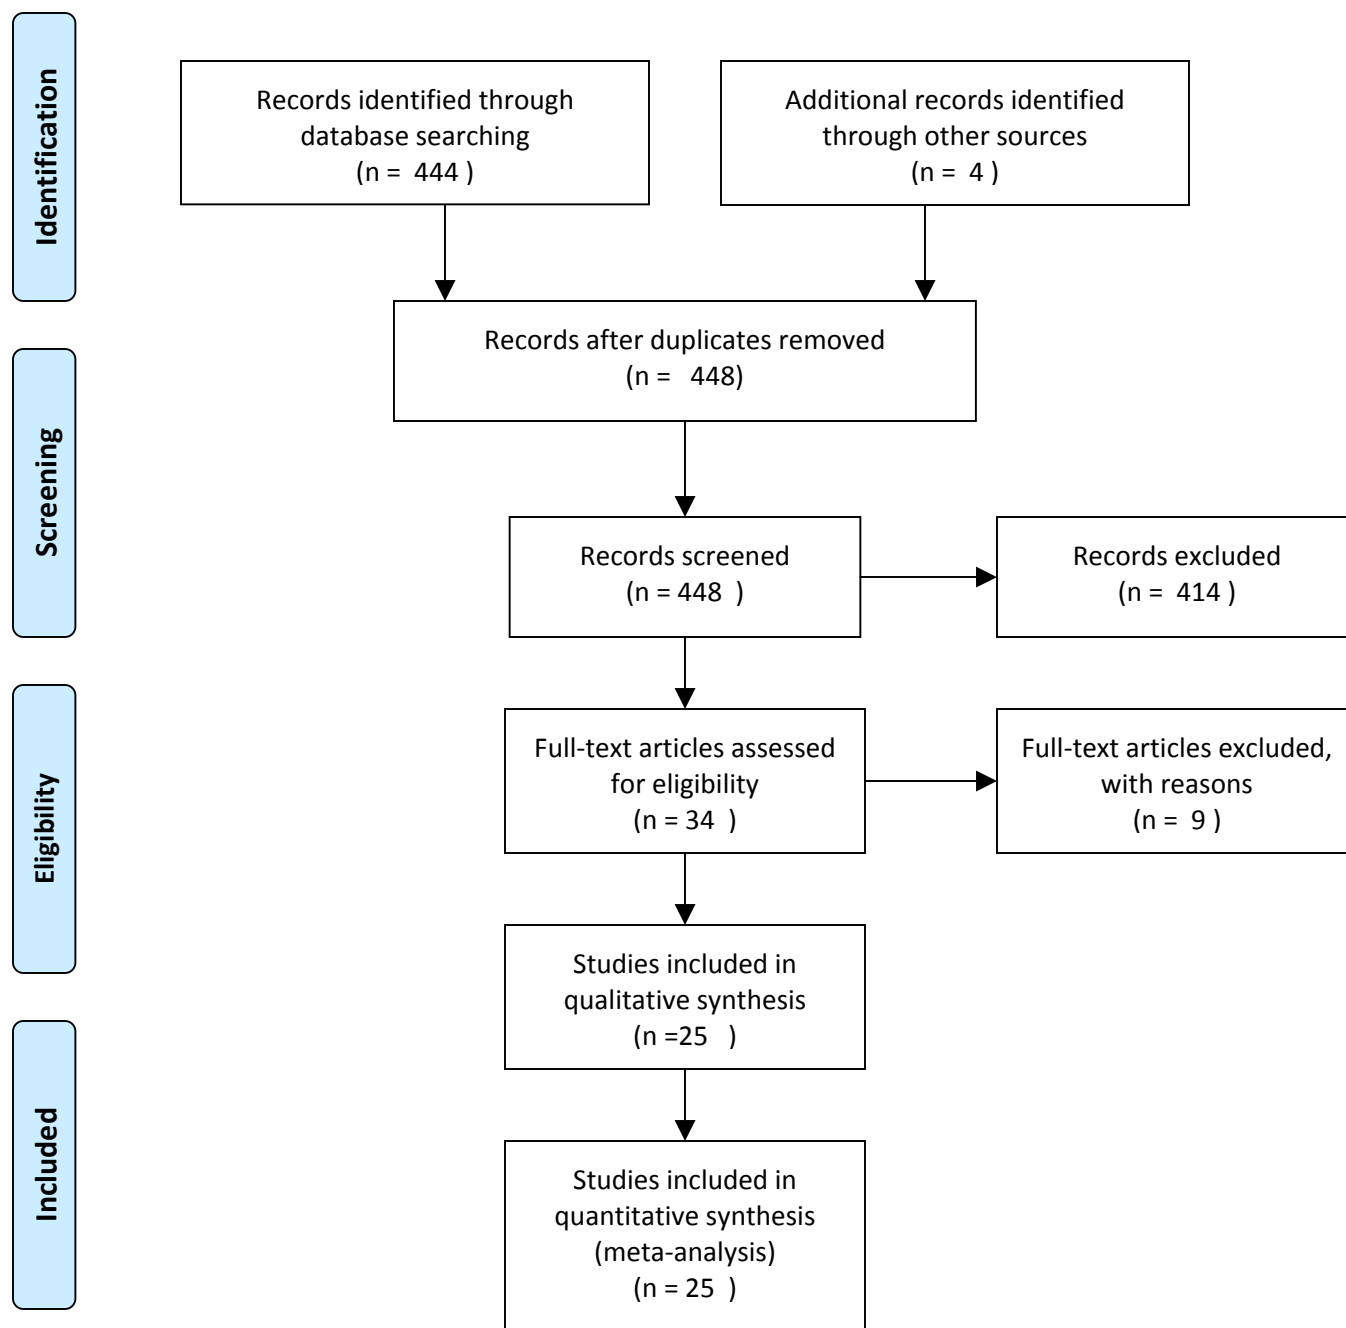 Identification
Records identified through
database searching
(n = 444 )
Additional records identified
through other sources
(n = 4 )
Records after duplicates removed
(n = 448)
Screening
Records screened
(n = 448 )
Records excluded
(n = 414 )
Eligibility
Full-text articles assessed
for eligibility
(n = 34 )
Full-text articles excluded,
with reasons
(n = 9 )
Studies included in
qualitative synthesis
(n =25 )
Included
Studies included in
quantitative synthesis
(meta-analysis)
(n = 25 )